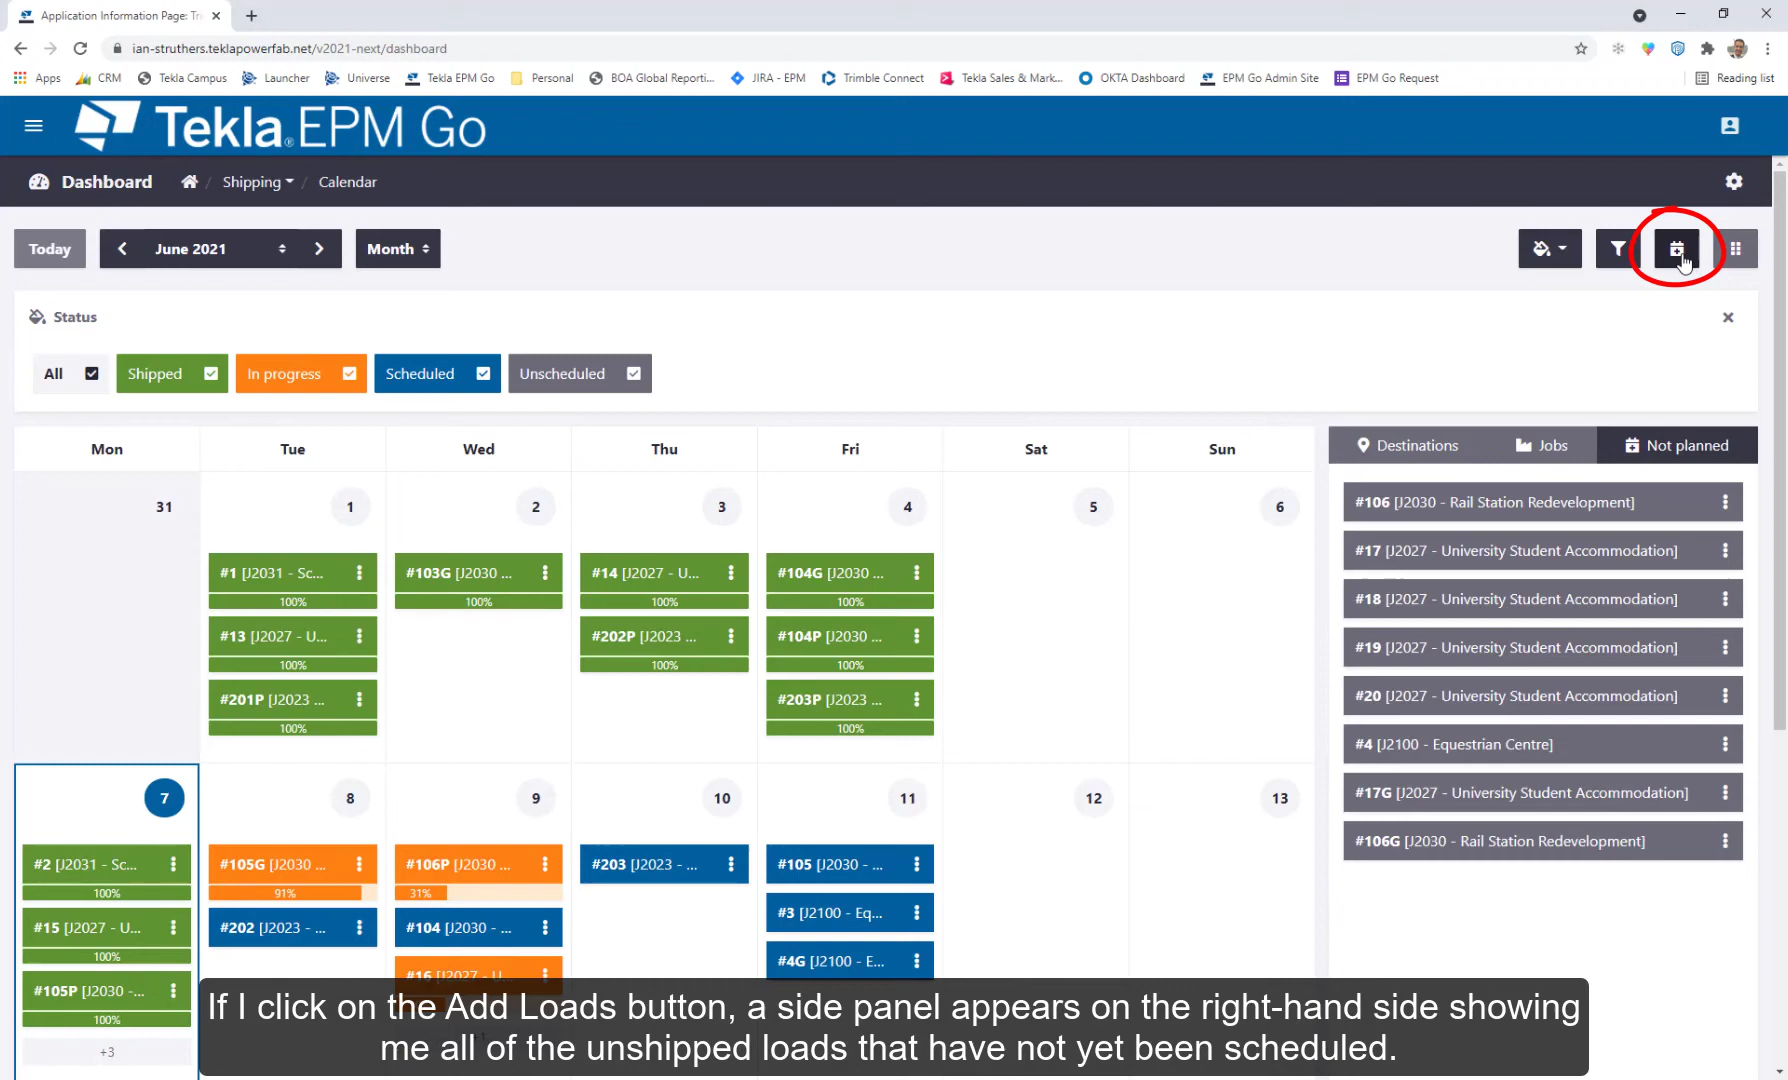 Application Information Page: Te
ian-struthers.teklapowerfab.net/v2021-next/dashboard
Apps CRM Tekla Campus Launcher Universe Tekla EPM Go Personal BOA Global Reporti... JIRA - EPM Trimble Connect Tekla Sales & Mark... OKTA Dashboard EPM Go Admin Site EPM Go Request Reading list
Tekla® EPM Go
Dashboard / Shipping / Calendar
Today June 2021 Month
Status
All Shipped In progress Scheduled Unscheduled
Mon Tue Wed Thu Fri Sat Sun
Destinations Jobs Not planned
31 1 2 3 4 5 6
#1 [J2031 - Sc... #103G [J2030 ... #14 [J2027 - U... #104G [J2030 ...
100% 100% 100% 100%
#13 [J2027 - U... #202P [J2023 ... #104P [J2030 ...
100% 100% 100%
#201P [J2023 ... #203P [J2023 ...
100% 100%
#106 [J2030 - Rail Station Redevelopment]
#17 [J2027 - University Student Accommodation]
#18 [J2027 - University Student Accommodation]
#19 [J2027 - University Student Accommodation]
#20 [J2027 - University Student Accommodation]
#4 [J2100 - Equestrian Centre]
#17G [J2027 - University Student Accommodation]
#106G [J2030 - Rail Station Redevelopment]
7 8 9 10 11 12 13
#2 [J2031 - Sc... #105G [J2030 ... #106P [J2030 ... #203 [J2023 - ... #105 [J2030 - ...
100% 91% 31%
#15 [J2027 - U... #202 [J2023 - ... #104 [J2030 - ... #3 [J2100 - Eq...
100%
#105P [J2030 -... #16 [J2027 - U... #4G [J2100 - E...
100%
+3
If I click on the Add Loads button, a side panel appears on the right-hand side showing
me all of the unshipped loads that have not yet been scheduled.